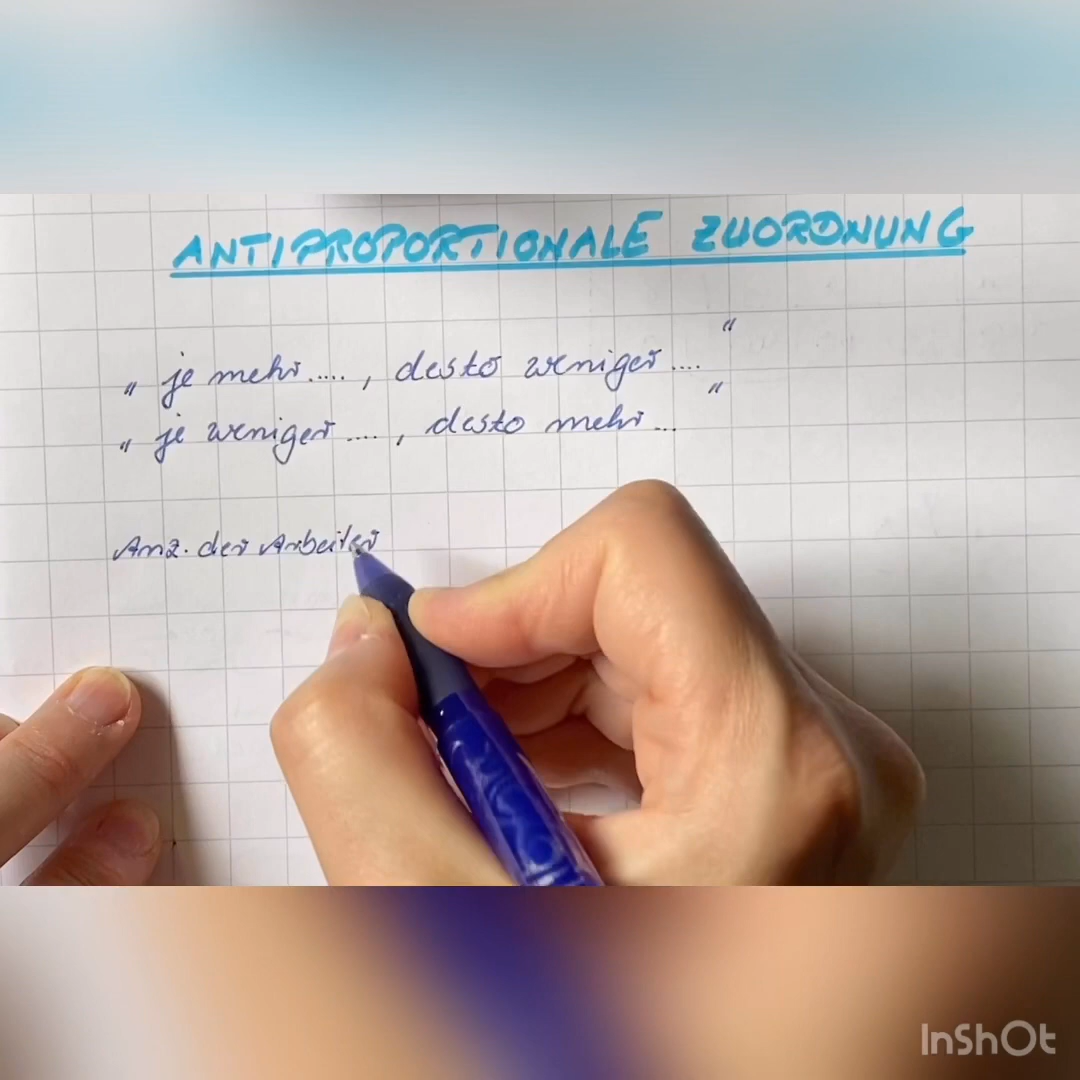 ANTIPROPORTIONALE ZUORDNUNG
„ je mehr....., desto weniger.... “
„ je weniger ...., desto mehr... “
Anz. der Arbeiter
InShOt